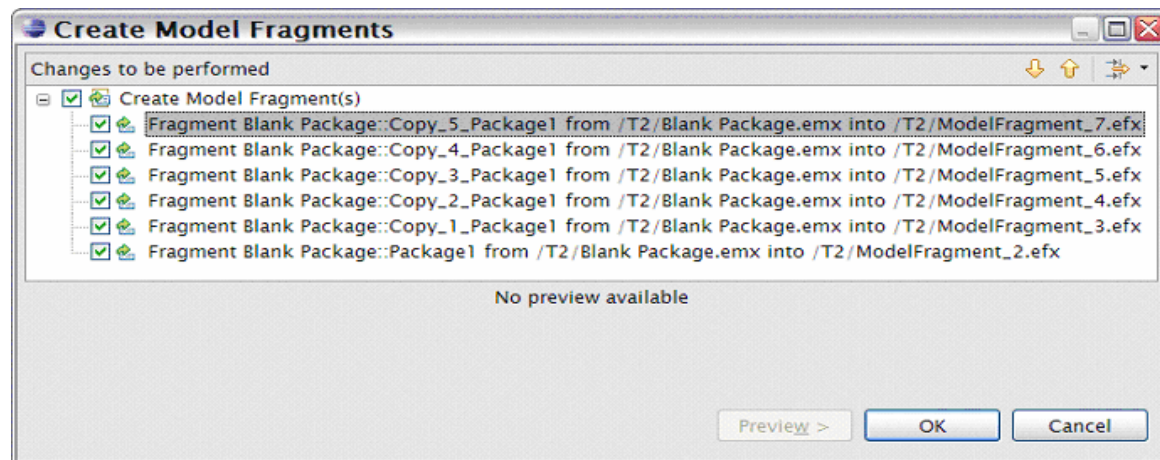 Create Model Fragments
Changes to be performed
Create Model Fragment(s)
Fragment Blank Package::Copy_5_Package1 from /T2/Blank Package.emx into /T2/ModelFragment_7.efx
Fragment Blank Package::Copy_4_Package1 from /T2/Blank Package.emx into /T2/ModelFragment_6.efx
Fragment Blank Package::Copy_3_Package1 from /T2/Blank Package.emx into /T2/ModelFragment_5.efx
Fragment Blank Package::Copy_2_Package1 from /T2/Blank Package.emx into /T2/ModelFragment_4.efx
Fragment Blank Package::Copy_1_Package1 from /T2/Blank Package.emx into /T2/ModelFragment_3.efx
Fragment Blank Package::Package1 from /T2/Blank Package.emx into /T2/ModelFragment_2.efx
No preview available
Preview > OK Cancel